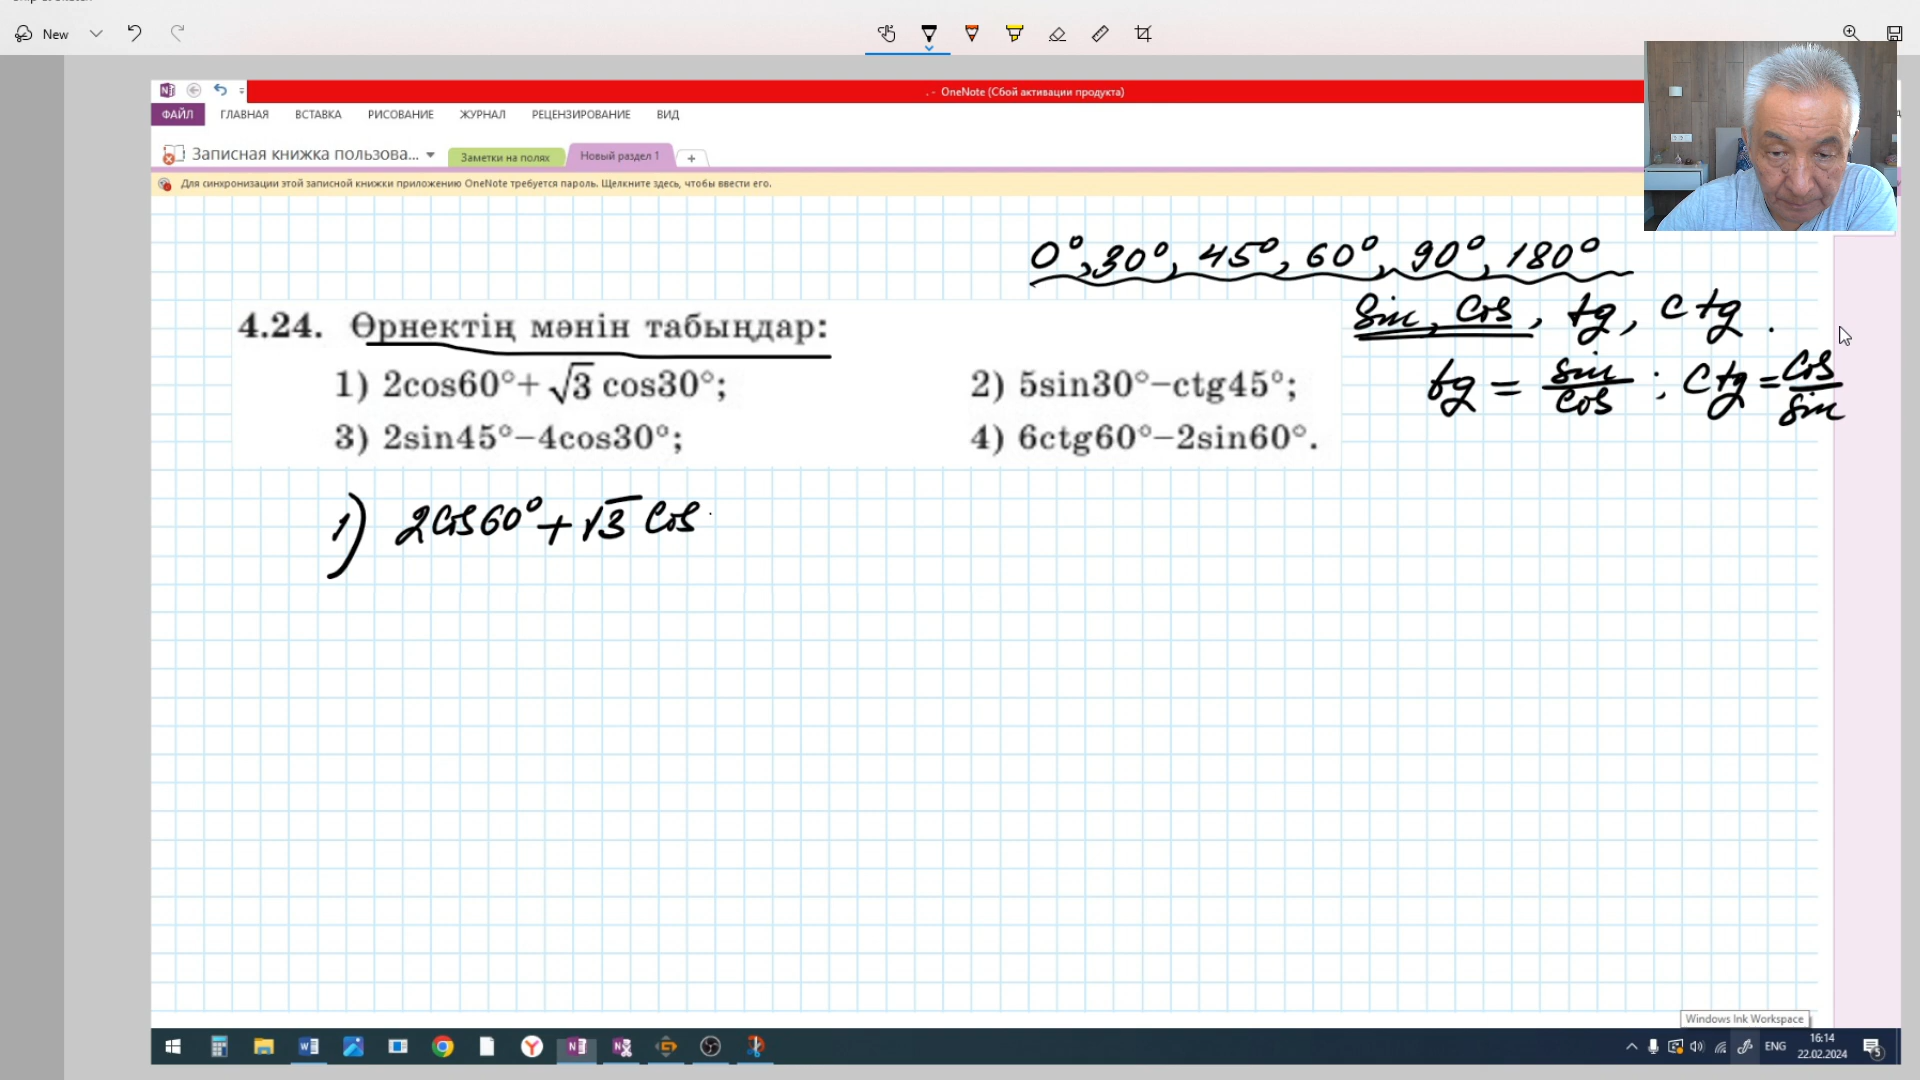 New
. - OneNote (Сбой активации продукта)
ФАЙЛ ГЛАВНАЯ ВСТАВКА РИСОВАНИЕ ЖУРНАЛ РЕЦЕНЗИРОВАНИЕ ВИД
Записная книжка пользова... Заметки на полях Новый раздел 1 +
Для синхронизации этой записной книжки приложению OneNote требуется пароль. Щелкните здесь, чтобы ввести его.
0°, 30°, 45°, 60°, 90°, 180°
sin, cos, tg, ctg.
tg = sin/cos ; ctg = cos/sin
4.24. Өрнектің мәнін табыңдар:
1) 2cos60°+√3 cos30°; 2) 5sin30°−ctg45°;
3) 2sin45°−4cos30°; 4) 6ctg60°−2sin60°.
1) 2cos60°+√3 cos
Windows Ink Workspace
ENG 16:14
22.02.2024
5